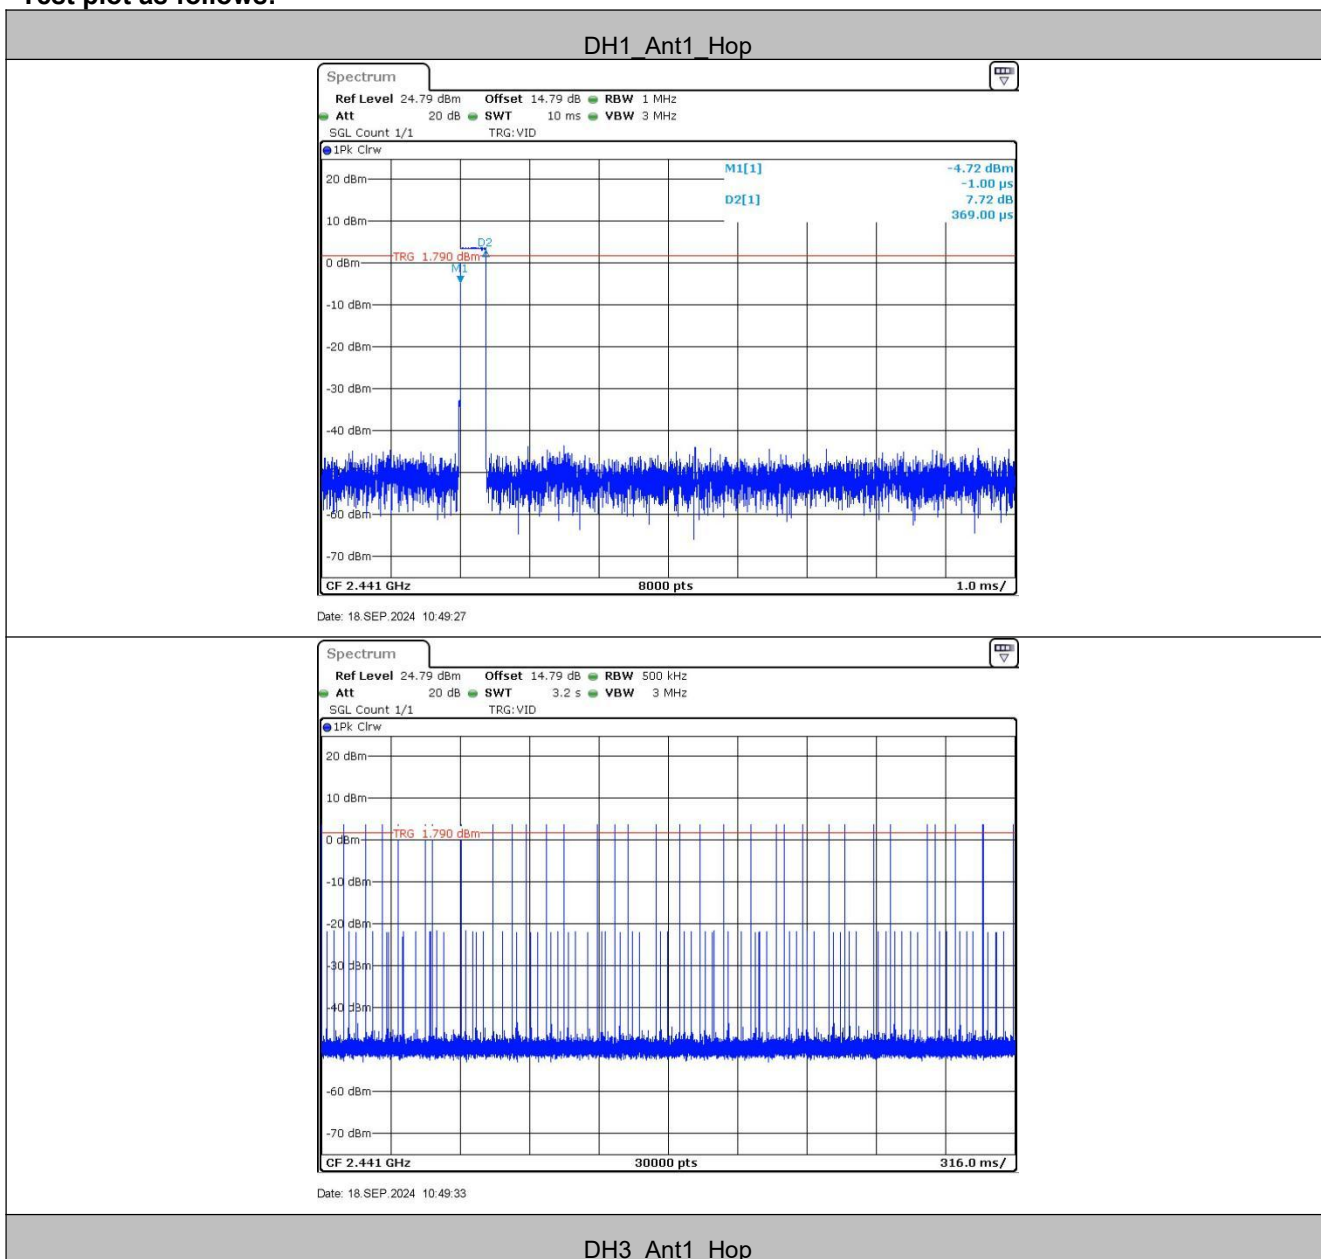 Test plot as follows:
DH1_Ant1_Hop
Spectrum
Ref Level 24.79 dBm Offset 14.79 dB RBW 1 MHz
Att 20 dB SWT 10 ms VBW 3 MHz
SGL Count 1/1 TRG:VID
1Pk Clrw
M1[1] -4.72 dBm
-1.00 µs
D2[1] 7.72 dB
369.00 µs
20 dBm
10 dBm
D2
TRG 1.790 dBm
0 dBm
M1
-10 dBm
-20 dBm
-30 dBm
-40 dBm
-60 dBm
-70 dBm
CF 2.441 GHz 8000 pts 1.0 ms/
Date: 18.SEP.2024 10:49:27
Spectrum
Ref Level 24.79 dBm Offset 14.79 dB RBW 500 kHz
Att 20 dB SWT 3.2 s VBW 3 MHz
SGL Count 1/1 TRG:VID
1Pk Clrw
20 dBm
10 dBm
TRG 1.790 dBm
0 dBm
-10 dBm
-20 dBm
-30 dBm
-40 dBm
-60 dBm
-70 dBm
CF 2.441 GHz 30000 pts 316.0 ms/
Date: 18.SEP.2024 10:49:33
DH3_Ant1_Hop